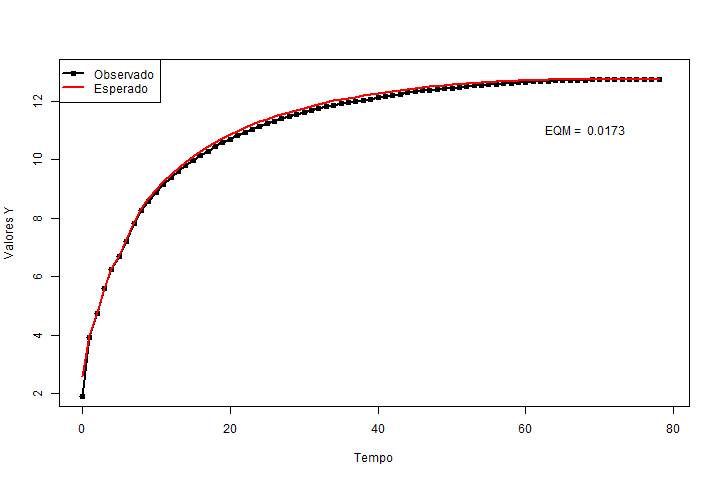 Observado
Esperado
EQM = 0.0173
Valores Y
2
4
6
8
10
12
0
20
40
60
80
Tempo